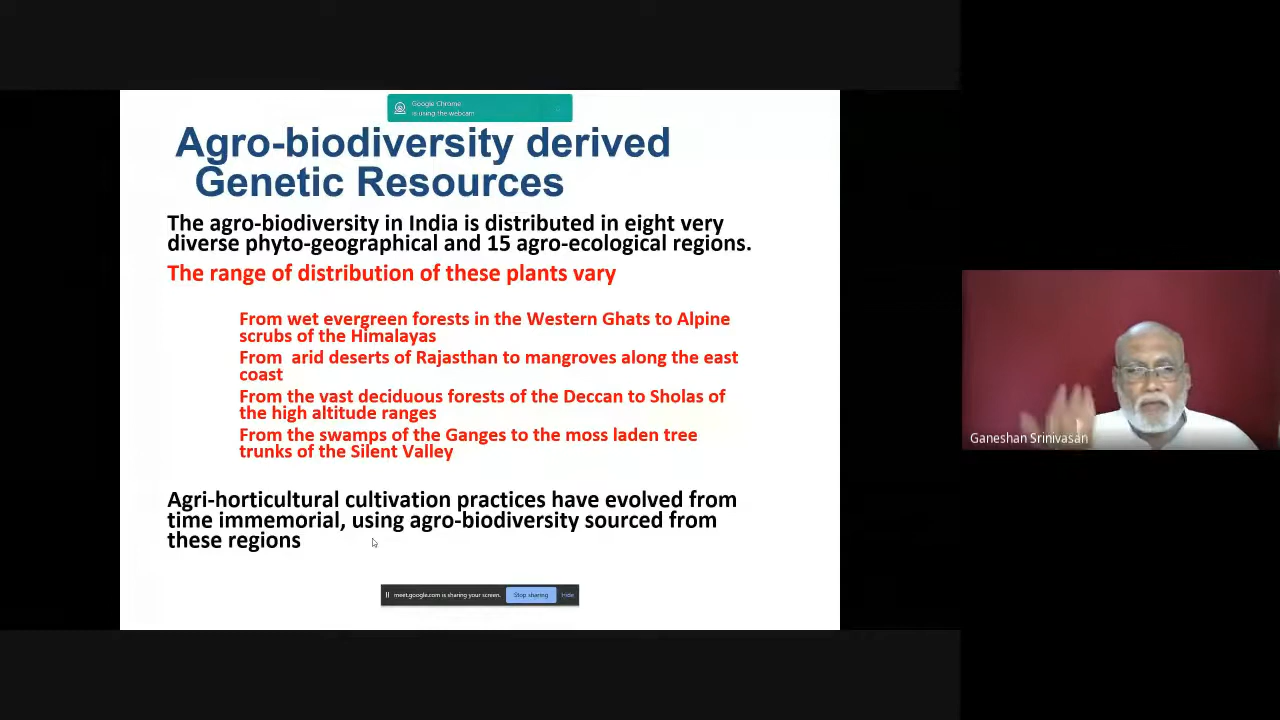 Google Chrome
is using the webcam
Agro-biodiversity derived
Genetic Resources
The agro-biodiversity in India is distributed in eight very
diverse phyto-geographical and 15 agro-ecological regions.
The range of distribution of these plants vary
From wet evergreen forests in the Western Ghats to Alpine
scrubs of the Himalayas
From arid deserts of Rajasthan to mangroves along the east
coast
From the vast deciduous forests of the Deccan to Sholas of
the high altitude ranges
From the swamps of the Ganges to the moss laden tree
trunks of the Silent Valley
Agri-horticultural cultivation practices have evolved from
time immemorial, using agro-biodiversity sourced from
these regions
meet.google.com is sharing your screen. Stop sharing Hide
Ganeshan Srinivasan